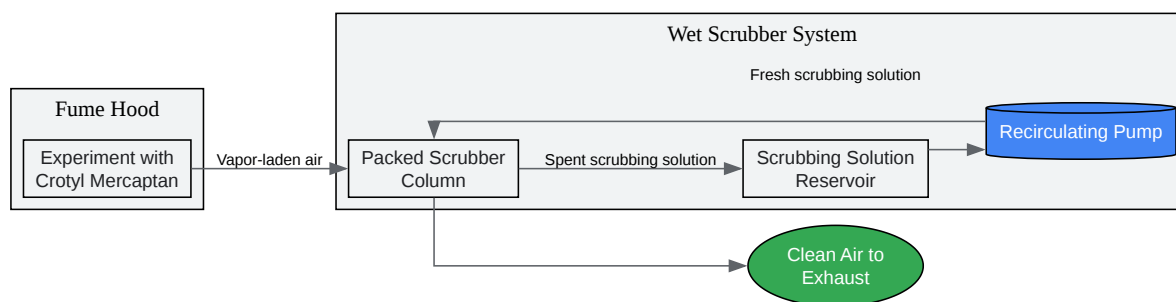 Wet Scrubber System
Fresh scrubbing solution
Fume Hood
Recirculating Pump
Experiment with
Crotyl Mercaptan
Vapor-laden air
Packed Scrubber
Column
Spent scrubbing solution
Scrubbing Solution
Reservoir
Clean Air to
Exhaust